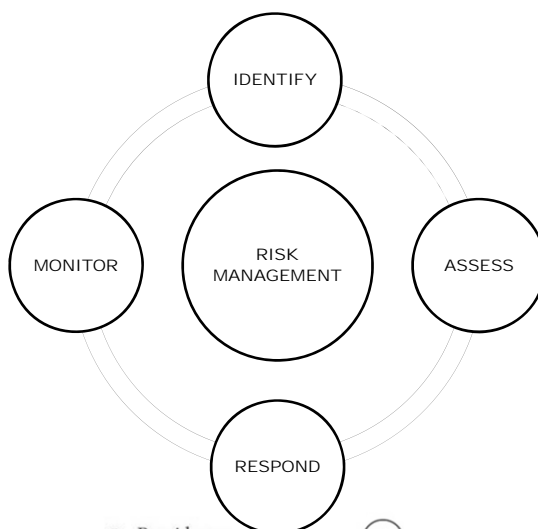 IDENTIFY
MONITOR
RISK
MANAGEMENT
ASSESS
RESPOND